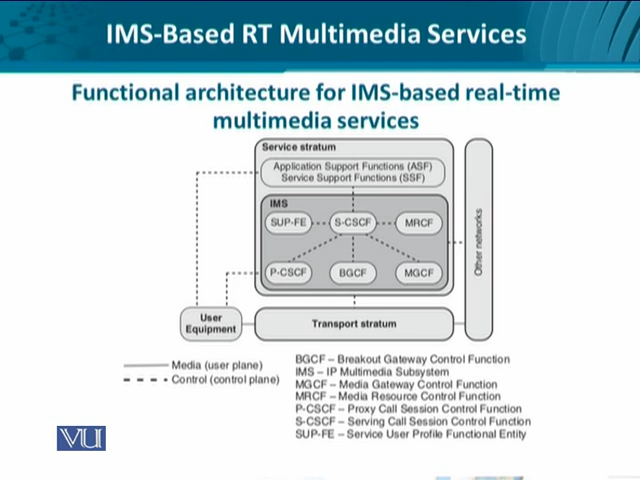 IMS-Based RT Multimedia Services
Functional architecture for IMS-based real-time
multimedia services
Service stratum
Application Support Functions (ASF)
Service Support Functions (SSF)
IMS
SUP-FE
S-CSCF
MRCF
P-CSCF
BGCF
MGCF
Other networks
User
Equipment
Transport stratum
Media (user plane)
Control (control plane)
BGCF – Breakout Gateway Control Function
IMS – IP Multimedia Subsystem
MGCF – Media Gateway Control Function
MRCF – Media Resource Control Function
P-CSCF – Proxy Call Session Control Function
S-CSCF – Serving Call Session Control Function
SUP-FE – Service User Profile Functional Entity
VU